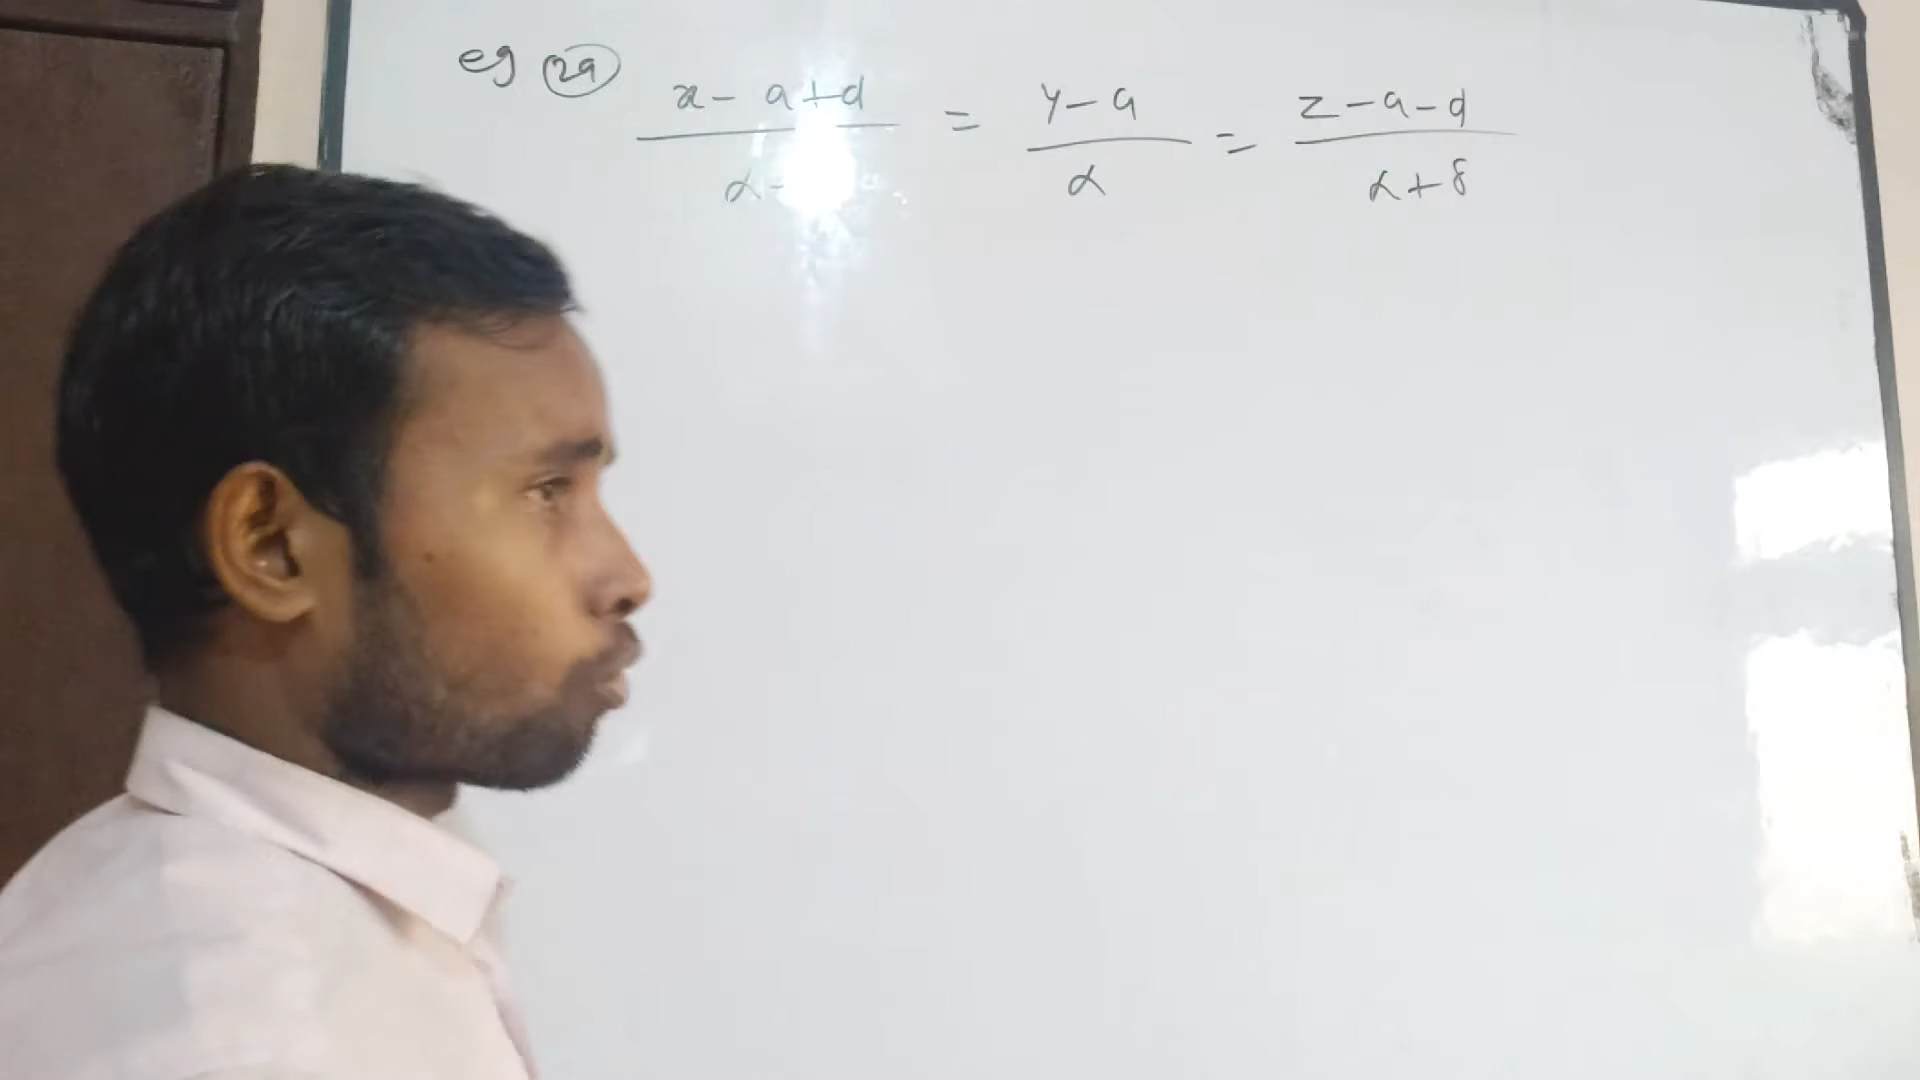 eg 29
x - a + d / α - = y - a / α = z - a - d / α + δ